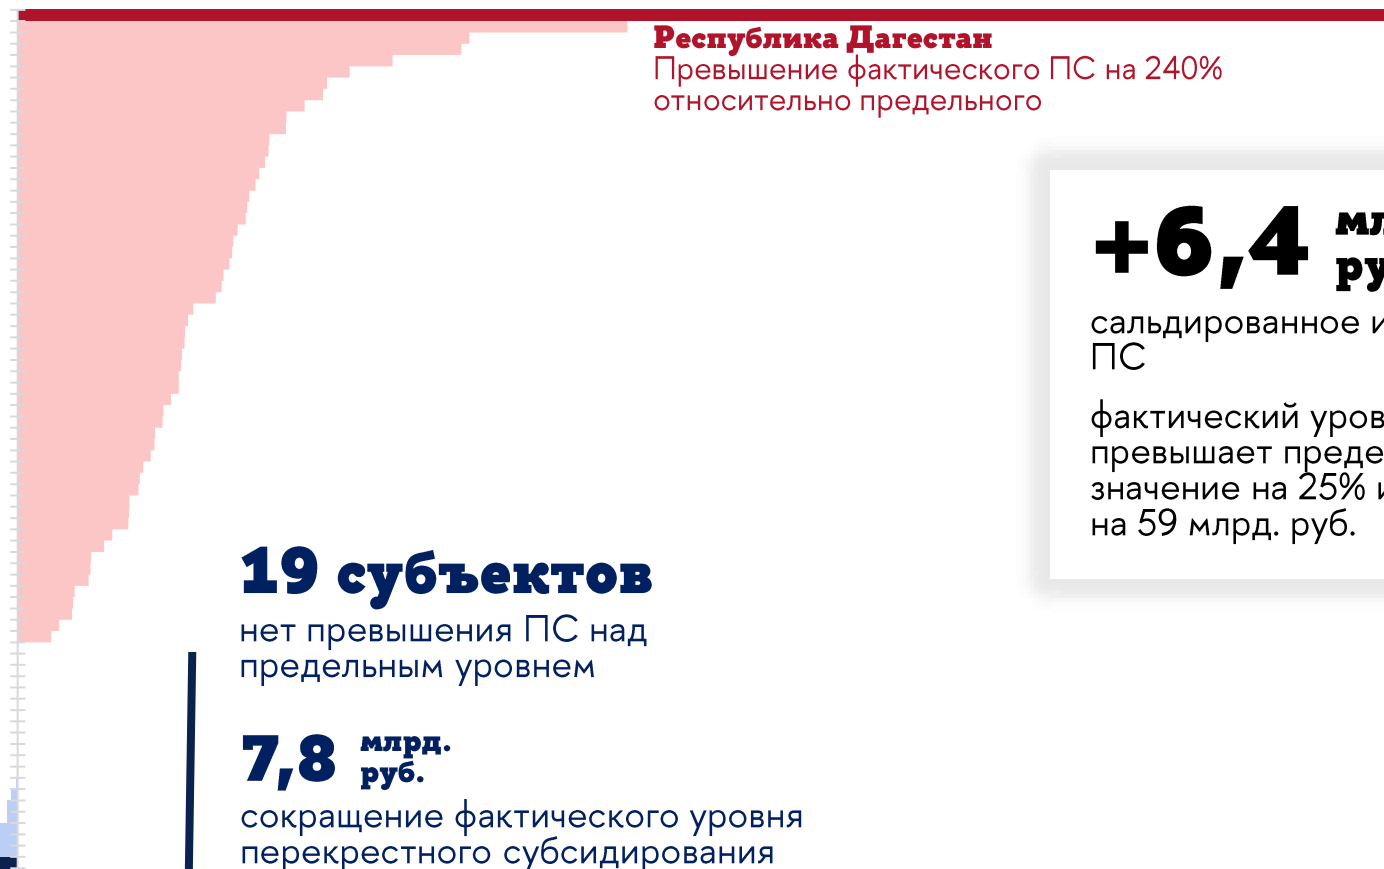 Республика Дагестан
Превышение фактического ПС на 240%
относительно предельного
+6,4
сальдированное
ПС
фактический
превышает
значение на 25%
на 59 млрд. руб.
19 субъектов
нет превышения ПС над
предельным уровнем
7,8 млрд.
руб.
сокращение фактического уровня
перекрестного субсидирования